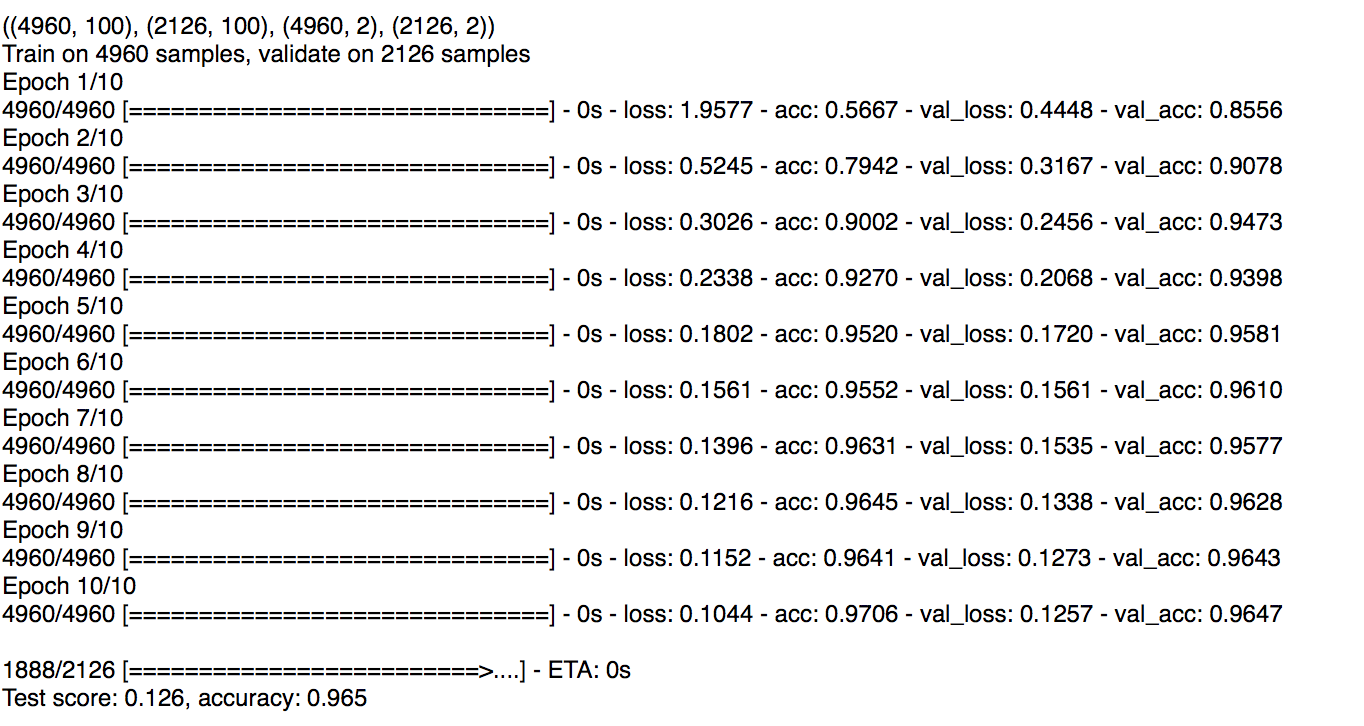 ((4960, 100), (2126, 100), (4960, 2), (2126, 2))
Train on 4960 samples, validate on 2126 samples
Epoch 1/10
4960/4960 [==============================] - 0s - loss: 1.9577 - acc: 0.5667 - val_loss: 0.4448 - val_acc: 0.8556
Epoch 2/10
4960/4960 [==============================] - 0s - loss: 0.5245 - acc: 0.7942 - val_loss: 0.3167 - val_acc: 0.9078
Epoch 3/10
4960/4960 [==============================] - 0s - loss: 0.3026 - acc: 0.9002 - val_loss: 0.2456 - val_acc: 0.9473
Epoch 4/10
4960/4960 [==============================] - 0s - loss: 0.2338 - acc: 0.9270 - val_loss: 0.2068 - val_acc: 0.9398
Epoch 5/10
4960/4960 [==============================] - 0s - loss: 0.1802 - acc: 0.9520 - val_loss: 0.1720 - val_acc: 0.9581
Epoch 6/10
4960/4960 [==============================] - 0s - loss: 0.1561 - acc: 0.9552 - val_loss: 0.1561 - val_acc: 0.9610
Epoch 7/10
4960/4960 [==============================] - 0s - loss: 0.1396 - acc: 0.9631 - val_loss: 0.1535 - val_acc: 0.9577
Epoch 8/10
4960/4960 [==============================] - 0s - loss: 0.1216 - acc: 0.9645 - val_loss: 0.1338 - val_acc: 0.9628
Epoch 9/10
4960/4960 [==============================] - 0s - loss: 0.1152 - acc: 0.9641 - val_loss: 0.1273 - val_acc: 0.9643
Epoch 10/10
4960/4960 [==============================] - 0s - loss: 0.1044 - acc: 0.9706 - val_loss: 0.1257 - val_acc: 0.9647
1888/2126 [=========================>....] - ETA: 0s
Test score: 0.126, accuracy: 0.965